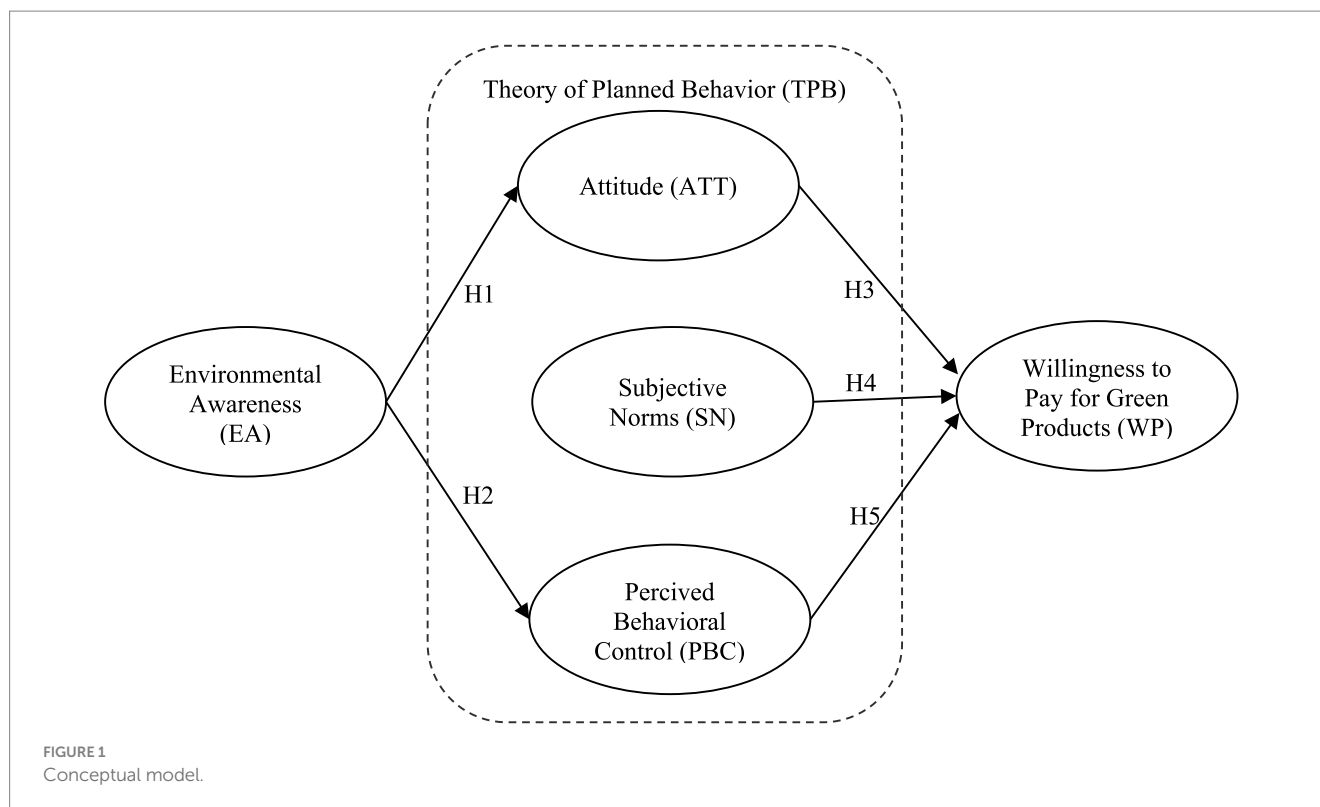 Theory of Planned Behavior (TPB)
Attitude (ATT)
H1
H3
Environmental
Awareness
(EA)
Subjective
Norms (SN)
H4
Willingness to
Pay for Green
Products (WP)
H2
H5
Percived
Behavioral
Control (PBC)
FIGURE 1
Conceptual model.